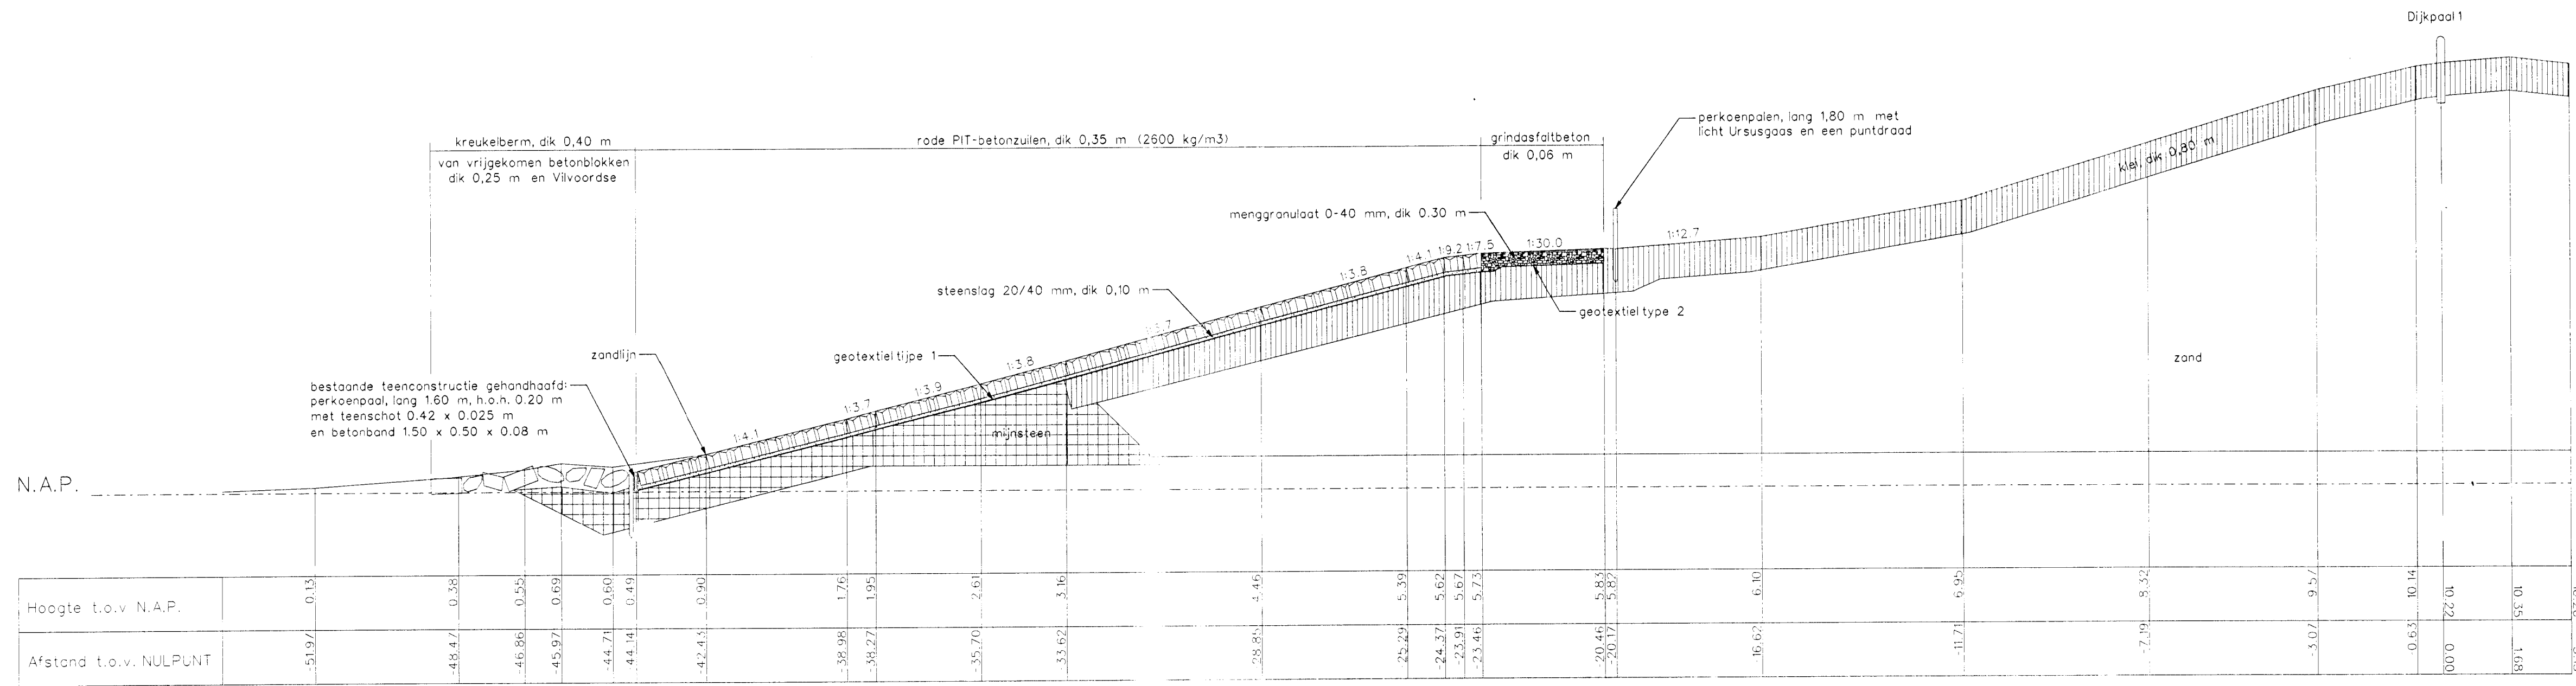 Dijkpaal 1
perkoenpalen, lang 1,80 m met
licht Ursusgaas en een puntdraad
kreukelberm, dik 0,40 m
van vrijgekomen betonblokken
dik 0,25 m en Vilvoordse
rode PIT-betonzuilen, dik 0,35 m (2600 kg/m3)
grindasfaltbeton
dik 0,06 m
klei, dik 0,80 m
menggranulaat 0-40 mm, dik 0.30 m
1:4.1 1:3.7 1:3.9 1:3.8 1:3.8 1:4.1 1:9.2 1:7.5 1:30.0 1:12.7
steenslag 20/40 mm, dik 0,10 m
geotextiel type 2
zandlijn
geotextiel tijpe 1
zand
bestaande teenconstructie gehandhaafd:
perkoenpaal, lang 1.60 m, h.o.h. 0.20 m
met teenschot 0.42 x 0.025 m
en betonband 1.50 x 0.50 x 0.08 m
mijnsteen
N.A.P.
Hoogte t.o.v N.A.P. 0.13 0.38 0.55 0.69 0.60 0.49 0.90 1.76 1.95 2.61 3.16 4.46 5.39 5.62 5.67 5.73 5.83 5.82 6.10 6.95 8.32 9.57 10.14 10.22 10.35
Afstand t.o.v. NULPUNT -51.97 -48.47 -46.86 -45.97 -44.71 -44.14 -42.43 -38.98 -38.27 -35.70 -33.62 -28.85 -25.29 -24.37 -23.91 -23.46 -20.46 -20.17 -16.62 -11.71 -7.19 -3.07 -0.63 0.00 1.68